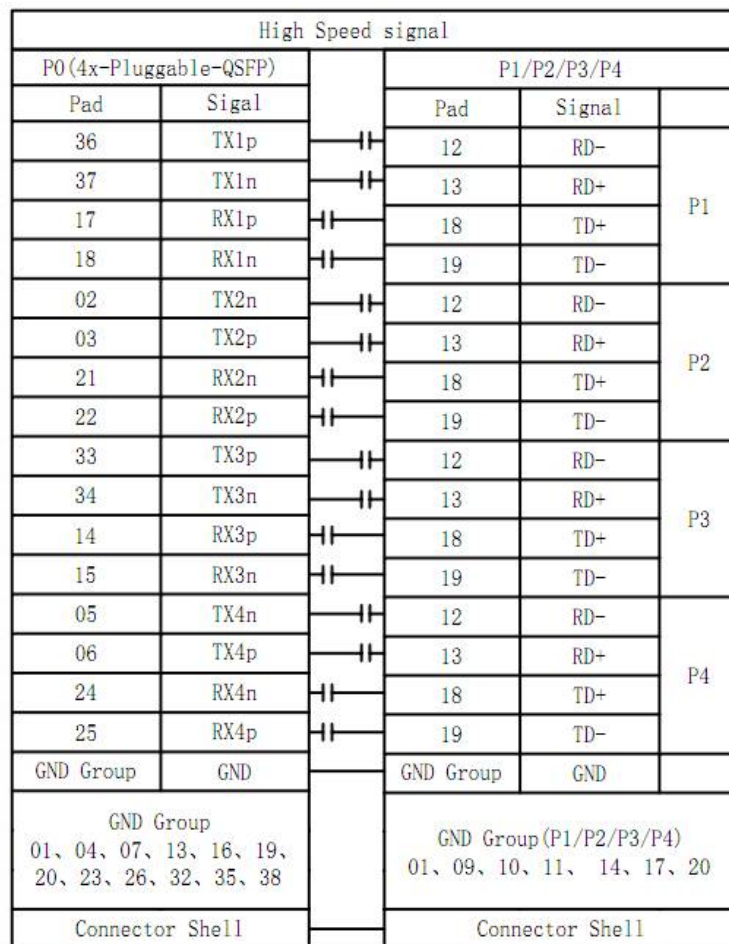 High Speed signal
P0(4x-Pluggable-QSFP) P1/P2/P3/P4
Pad Sigal Pad Signal
36 TX1p 12 RD-
37 TX1n 13 RD+
17 RX1p 18 TD+
18 RX1n 19 TD-
P1
02 TX2n 12 RD-
03 TX2p 13 RD+
21 RX2n 18 TD+
22 RX2p 19 TD-
P2
33 TX3p 12 RD-
34 TX3n 13 RD+
14 RX3p 18 TD+
15 RX3n 19 TD-
P3
05 TX4n 12 RD-
06 TX4p 13 RD+
24 RX4n 18 TD+
25 RX4p 19 TD-
P4
GND Group GND GND Group GND
GND Group
01、04、07、13、16、19、
20、23、26、32、35、38
GND Group(P1/P2/P3/P4)
01、09、10、11、 14、17、20
Connector Shell Connector Shell